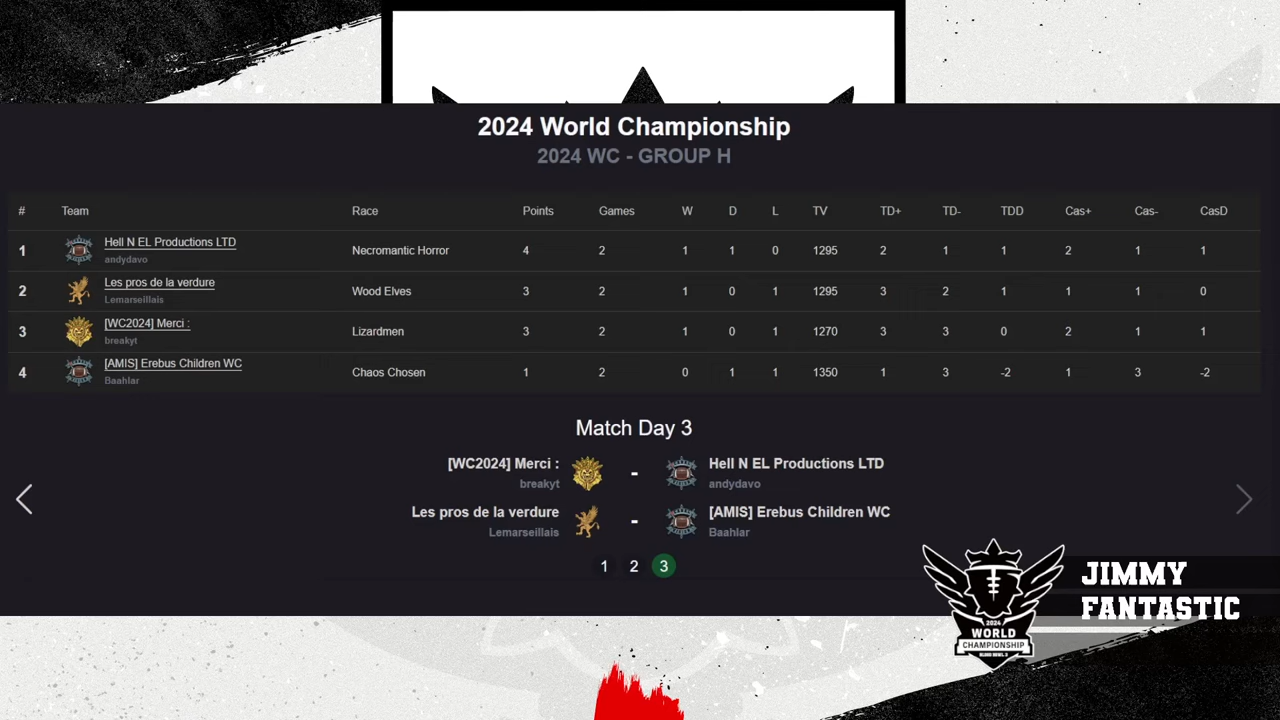 2024 World Championship
2024 WC - GROUP H
# Team Race Points Games W D L TV TD+ TD- TDD Cas+ Cas- CasD
1 Hell N EL Productions LTD Necromantic Horror 4 2 1 1 0 1295 2 1 1 2 1 1
andydavo
2 Les pros de la verdure Wood Elves 3 2 1 0 1 1295 3 2 1 1 1 0
Lemarseillais
3 [WC2024] Merci : Lizardmen 3 2 1 0 1 1270 3 3 0 2 1 1
breakyt
4 [AMIS] Erebus Children WC Chaos Chosen 1 2 0 1 1 1350 1 3 -2 1 3 -2
Baahlar
Match Day 3
[WC2024] Merci : - Hell N EL Productions LTD
breakyt andydavo
Les pros de la verdure - [AMIS] Erebus Children WC
Lemarseillais Baahlar
1 2 3
JIMMY
FANTASTIC
2024
WORLD
CHAMPIONSHIP
BLOOD BOWL 3